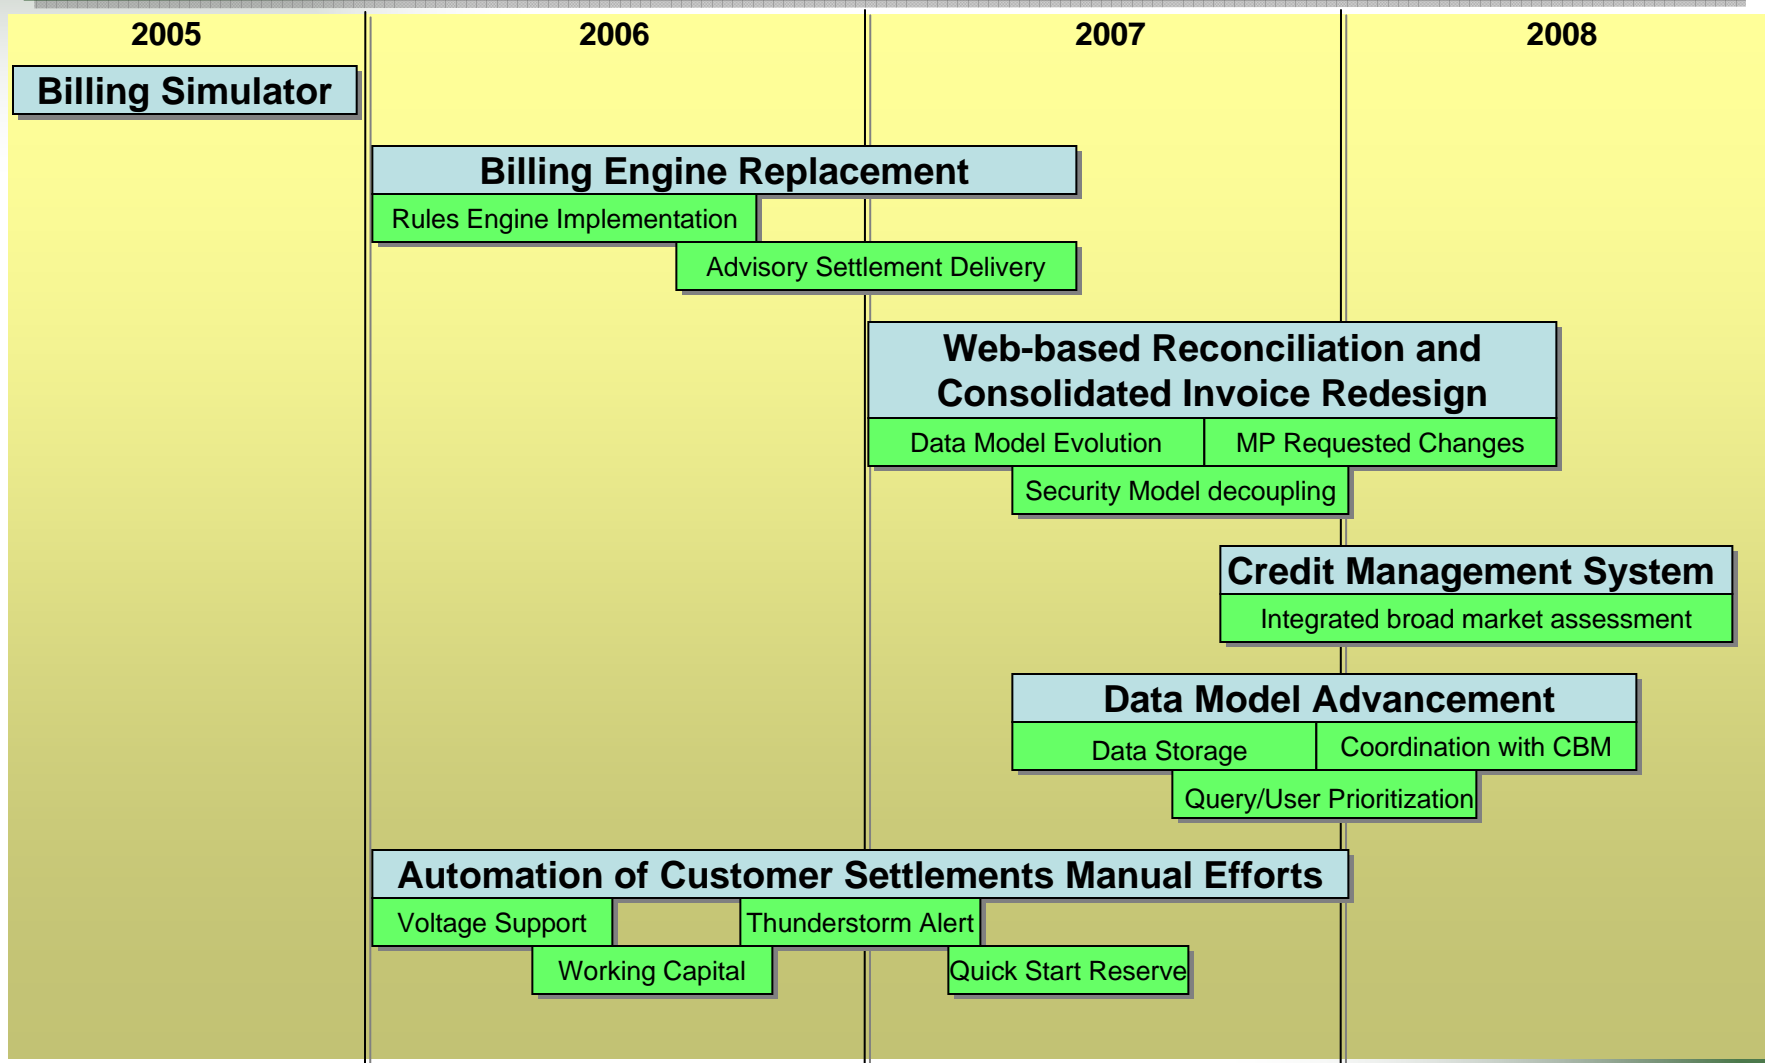 2005 2006 2007 2008
Billing Simulator
Billing Engine Replacement
Rules Engine Implementation
Advisory Settlement Delivery
Web-based Reconciliation and
Consolidated Invoice Redesign
Data Model Evolution MP Requested Changes
Security Model decoupling
Credit Management System
Integrated broad market assessment
Data Model Advancement
Data Storage Coordination with CBM
Query/User Prioritization
Automation of Customer Settlements Manual Efforts
Voltage Support Thunderstorm Alert
Working Capital Quick Start Reserve